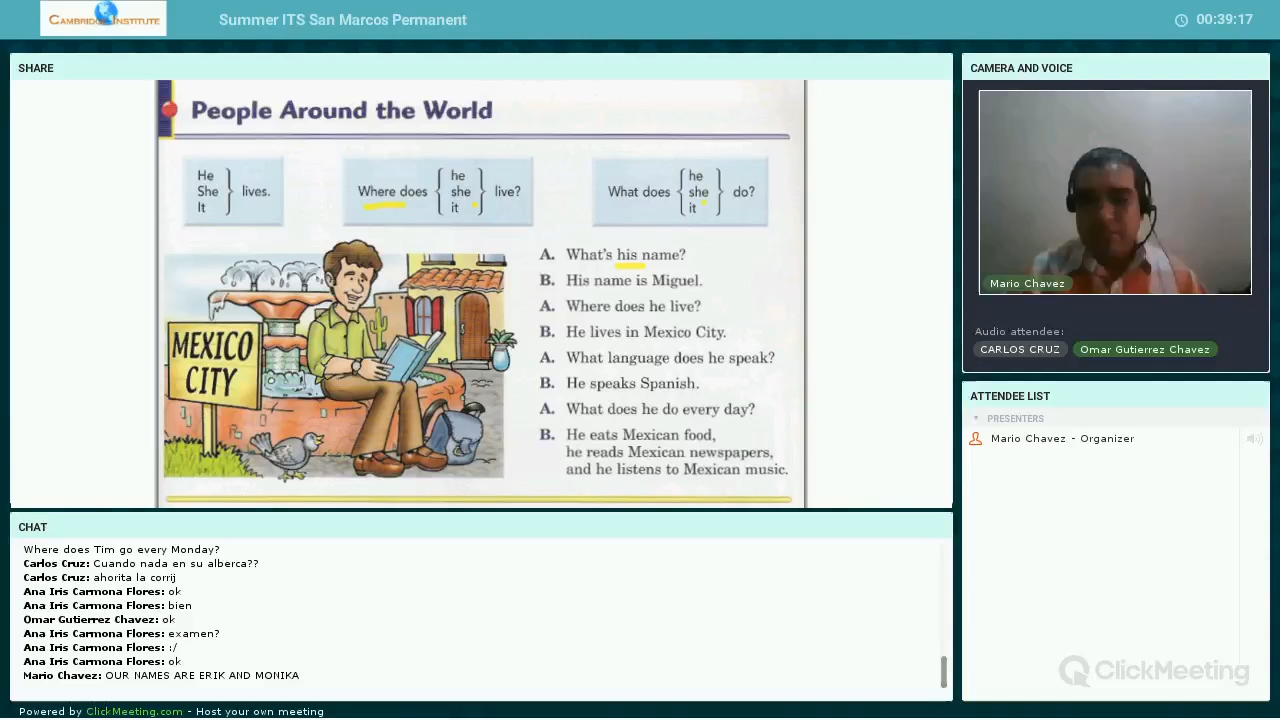 CAMBRIDGE INSTITUTE
Summer ITS San Marcos Permanent
00:39:17
SHARE
People Around the World
He
She
It
lives.
Where does
he
she
it
live?
What does
he
she
it
do?
MEXICO
CITY
A. What's his name?
B. His name is Miguel.
A. Where does he live?
B. He lives in Mexico City.
A. What language does he speak?
B. He speaks Spanish.
A. What does he do every day?
B. He eats Mexican food,
he reads Mexican newspapers,
and he listens to Mexican music.
CAMERA AND VOICE
Mario Chavez
Audio attendee:
CARLOS CRUZ
Omar Gutierrez Chavez
ATTENDEE LIST
PRESENTERS
Mario Chavez - Organizer
ClickMeeting
CHAT
Where does Tim go every Monday?
Carlos Cruz: Cuando nada en su alberca??
Carlos Cruz: ahorita la corrij
Ana Iris Carmona Flores: ok
Ana Iris Carmona Flores: bien
Omar Gutierrez Chavez: ok
Ana Iris Carmona Flores: examen?
Ana Iris Carmona Flores: :/
Ana Iris Carmona Flores: ok
Mario Chavez: OUR NAMES ARE ERIK AND MONIKA
Powered by ClickMeeting.com - Host your own meeting